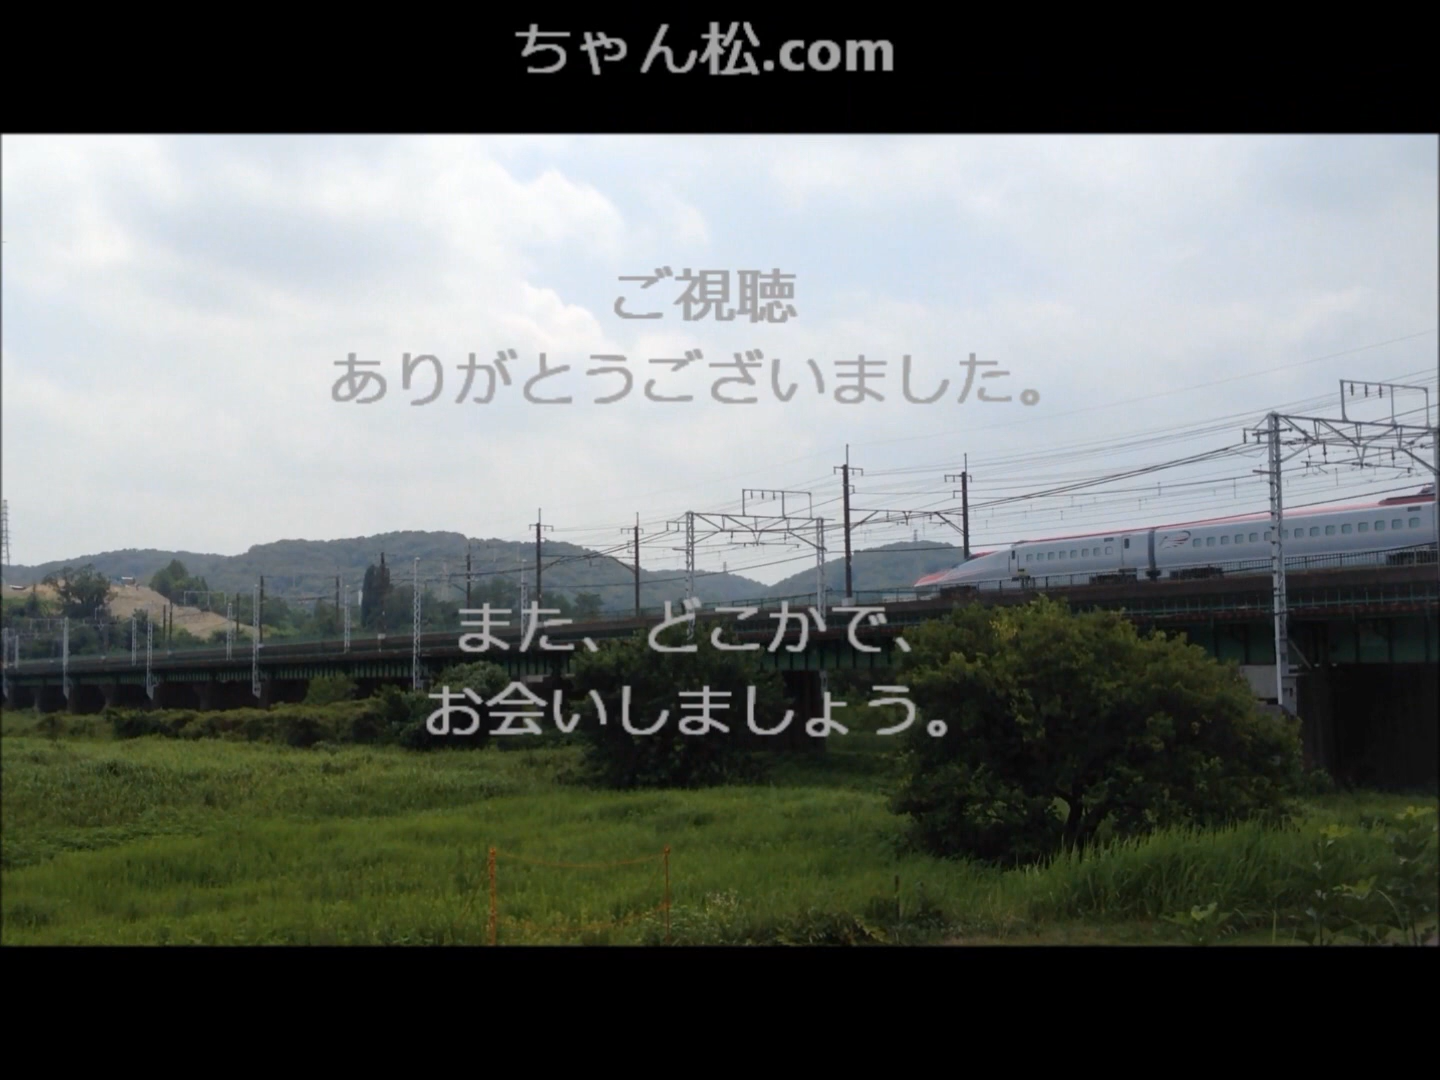 ちゃん松.com
ご視聴
ありがとうございました。
また、どこかで、
お会いしましょう。